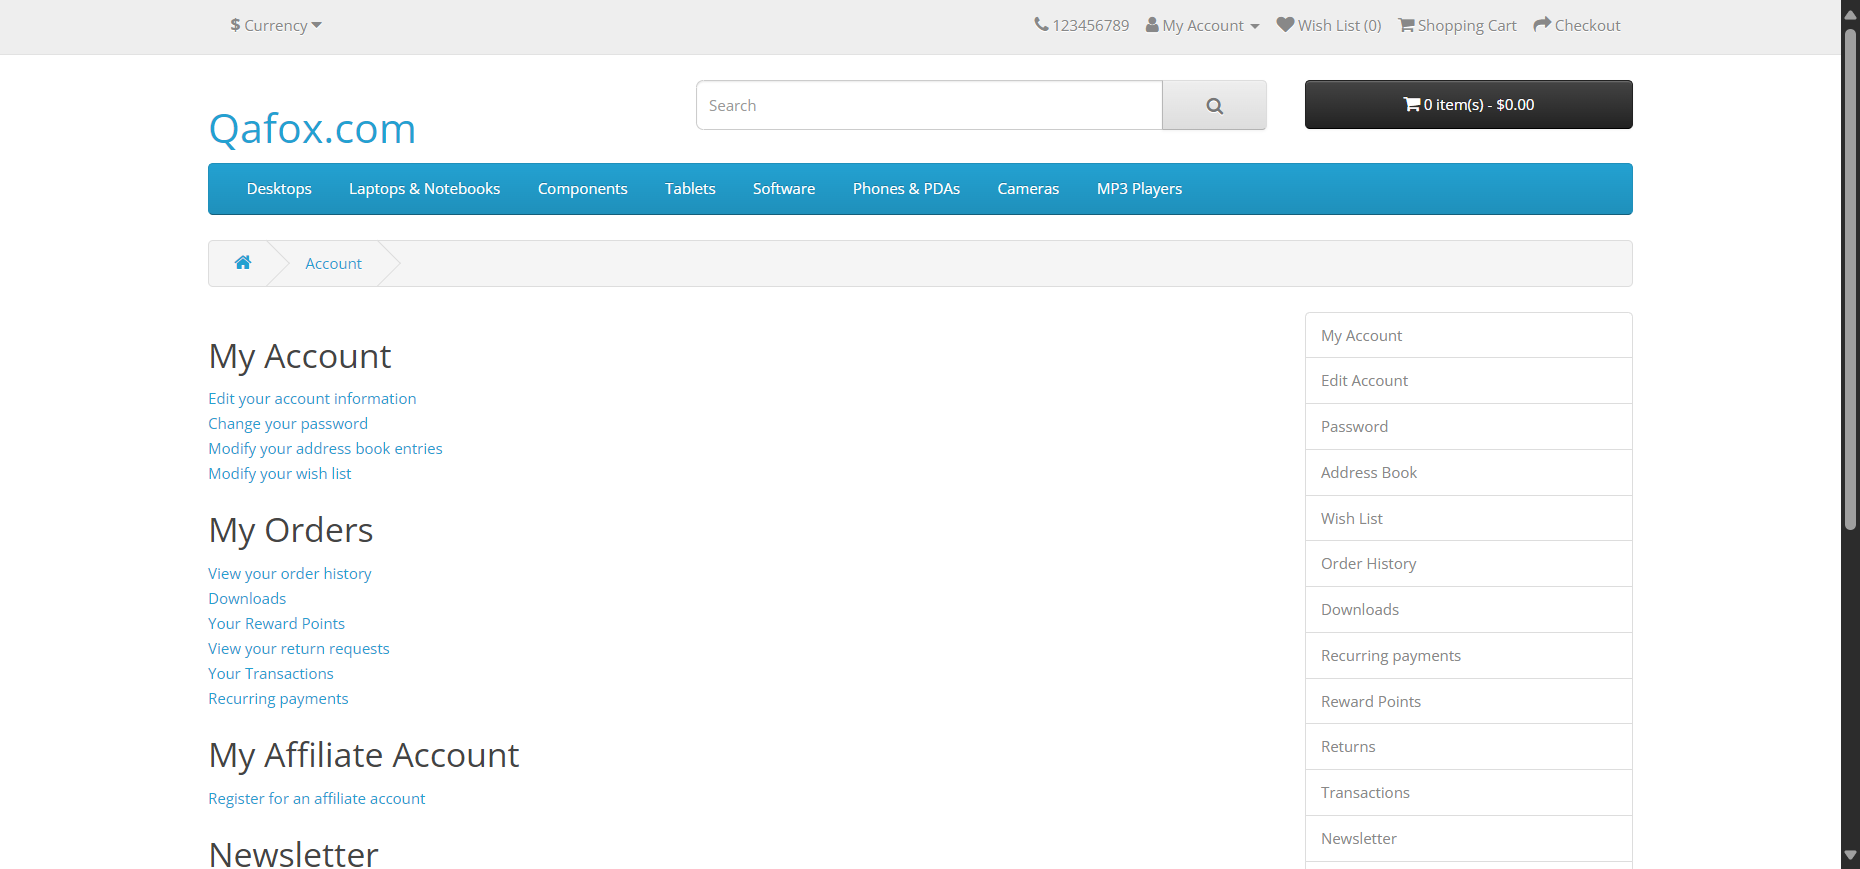 $ Currency
123456789 My Account Wish List (0) Shopping Cart Checkout
Qafox.com
Search
0 item(s) - $0.00
Desktops Laptops & Notebooks Components Tablets Software Phones & PDAs Cameras MP3 Players
Account
My Account
Edit your account information
Change your password
Modify your address book entries
Modify your wish list
My Orders
View your order history
Downloads
Your Reward Points
View your return requests
Your Transactions
Recurring payments
My Affiliate Account
Register for an affiliate account
Newsletter
My Account
Edit Account
Password
Address Book
Wish List
Order History
Downloads
Recurring payments
Reward Points
Returns
Transactions
Newsletter